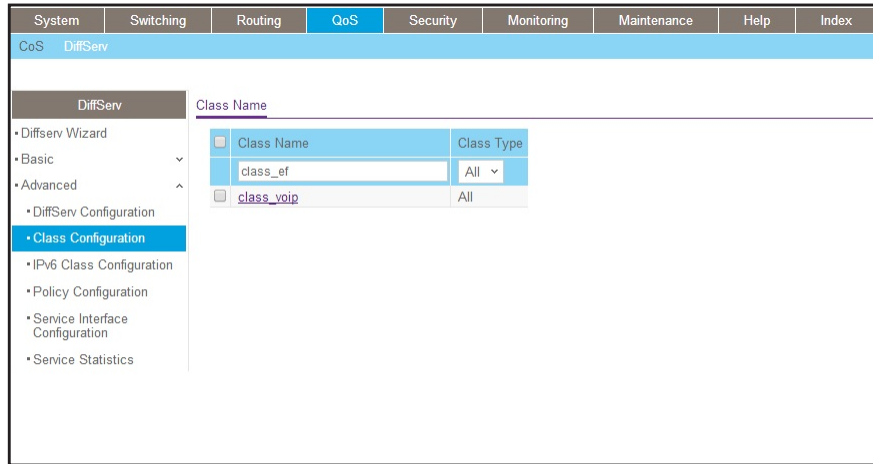 System Switching Routing QoS Security Monitoring Maintenance Help Index
CoS DiffServ
DiffServ
Diffserv Wizard
Basic
Advanced
DiffServ Configuration
Class Configuration
IPv6 Class Configuration
Policy Configuration
Service Interface
Configuration
Service Statistics
Class Name
Class Name Class Type
class_ef All
class_voip All